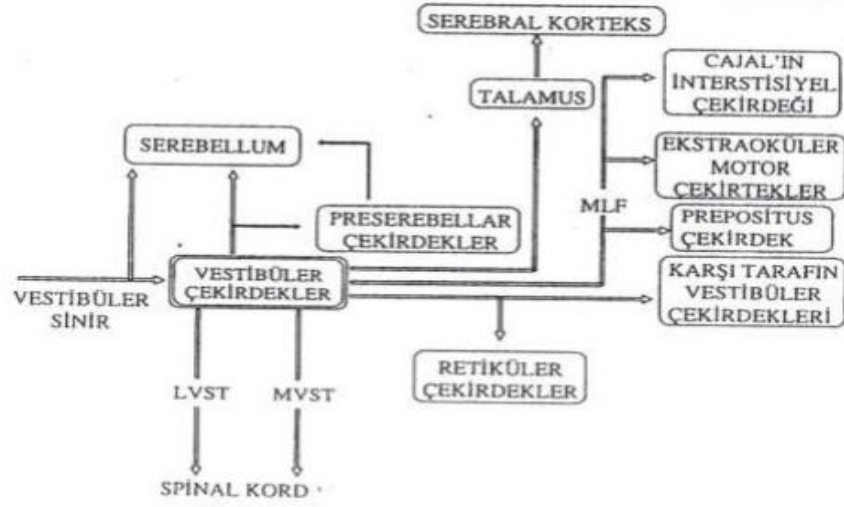 SEREBRAL KORTEKS
TALAMUS
CAJAL'IN
İNTERSTİSİYEL
ÇEKİRDEĞİ
SEREBELLUM
EKSTRAOKÜLER
MOTOR
ÇEKİRTEKLER
MLF
PRESEREBELLAR
ÇEKİRDEKLER
PREPOSİTUS
ÇEKİRDEK
VESTİBÜLER
SİNİR
VESTİBÜLER
ÇEKİRDEKLER
KARŞI TARAFIN
VESTİBÜLER
ÇEKİRDEKLERİ
RETİKÜLER
ÇEKİRDEKLER
LVST
MVST
SPİNAL KORD